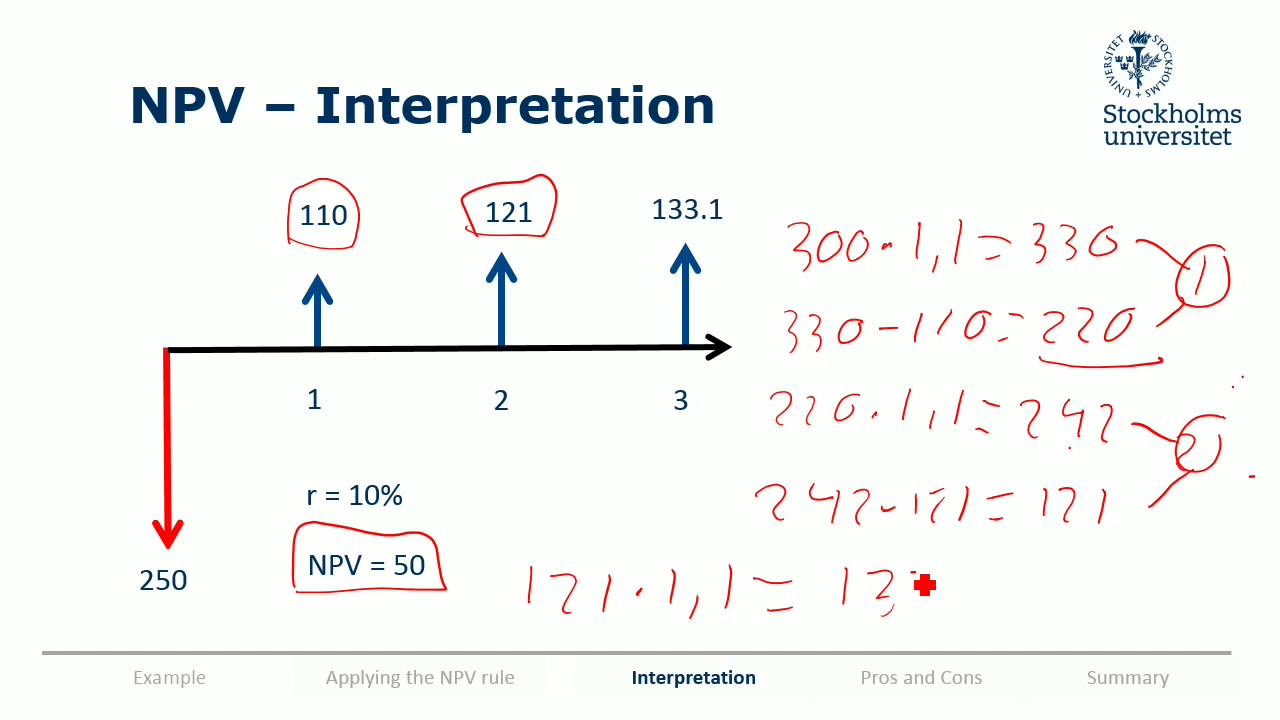 UNIVERSITET STOCKHOLMS
Stockholms
universitet
NPV – Interpretation
110 121 133.1
300 · 1,1 = 330
1
330 - 110 = 220
1 2 3
220 · 1,1 = 242
2
r = 10%
242 - 121 = 121
NPV = 50
250
121 · 1,1 = 13
Example Applying the NPV rule Interpretation Pros and Cons Summary